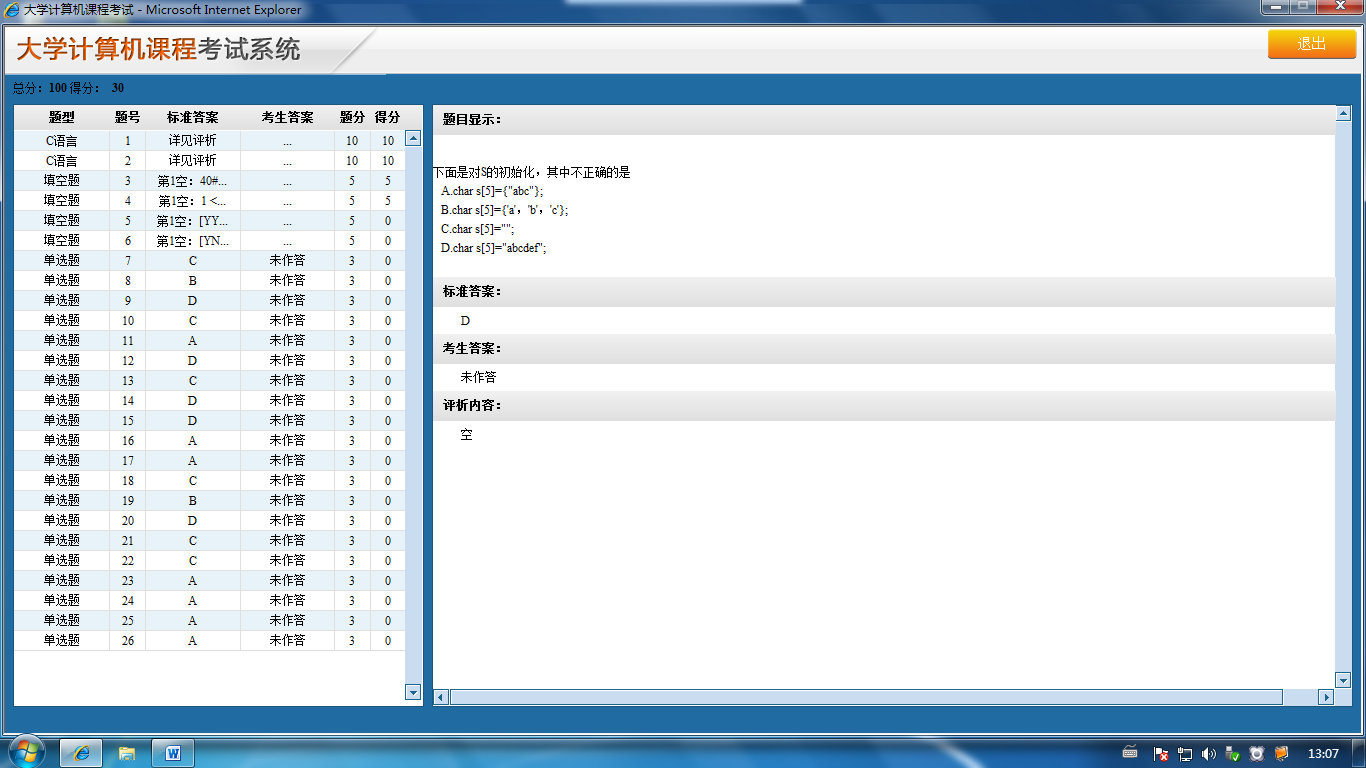 大学计算机课程考试 - Microsoft Internet Explorer
大学计算机课程考试系统
退出
总分：100 得分： 30
题型 题号 标准答案 考生答案 题分 得分
C语言 1 详见评析 ... 10 10
C语言 2 详见评析 ... 10 10
填空题 3 第1空：40#... ... 5 5
填空题 4 第1空：1 <... ... 5 5
填空题 5 第1空：[YY... ... 5 0
填空题 6 第1空：[YN... ... 5 0
单选题 7 C 未作答 3 0
单选题 8 B 未作答 3 0
单选题 9 D 未作答 3 0
单选题 10 C 未作答 3 0
单选题 11 A 未作答 3 0
单选题 12 D 未作答 3 0
单选题 13 C 未作答 3 0
单选题 14 D 未作答 3 0
单选题 15 D 未作答 3 0
单选题 16 A 未作答 3 0
单选题 17 A 未作答 3 0
单选题 18 C 未作答 3 0
单选题 19 B 未作答 3 0
单选题 20 D 未作答 3 0
单选题 21 C 未作答 3 0
单选题 22 C 未作答 3 0
单选题 23 A 未作答 3 0
单选题 24 A 未作答 3 0
单选题 25 A 未作答 3 0
单选题 26 A 未作答 3 0
题目显示：
下面是对S的初始化，其中不正确的是
A.char s[5]={"abc"};
B.char s[5]={'a'，'b'，'c'};
C.char s[5]="";
D.char s[5]="abcdef";
标准答案：
D
考生答案：
未作答
评析内容：
空
13:07